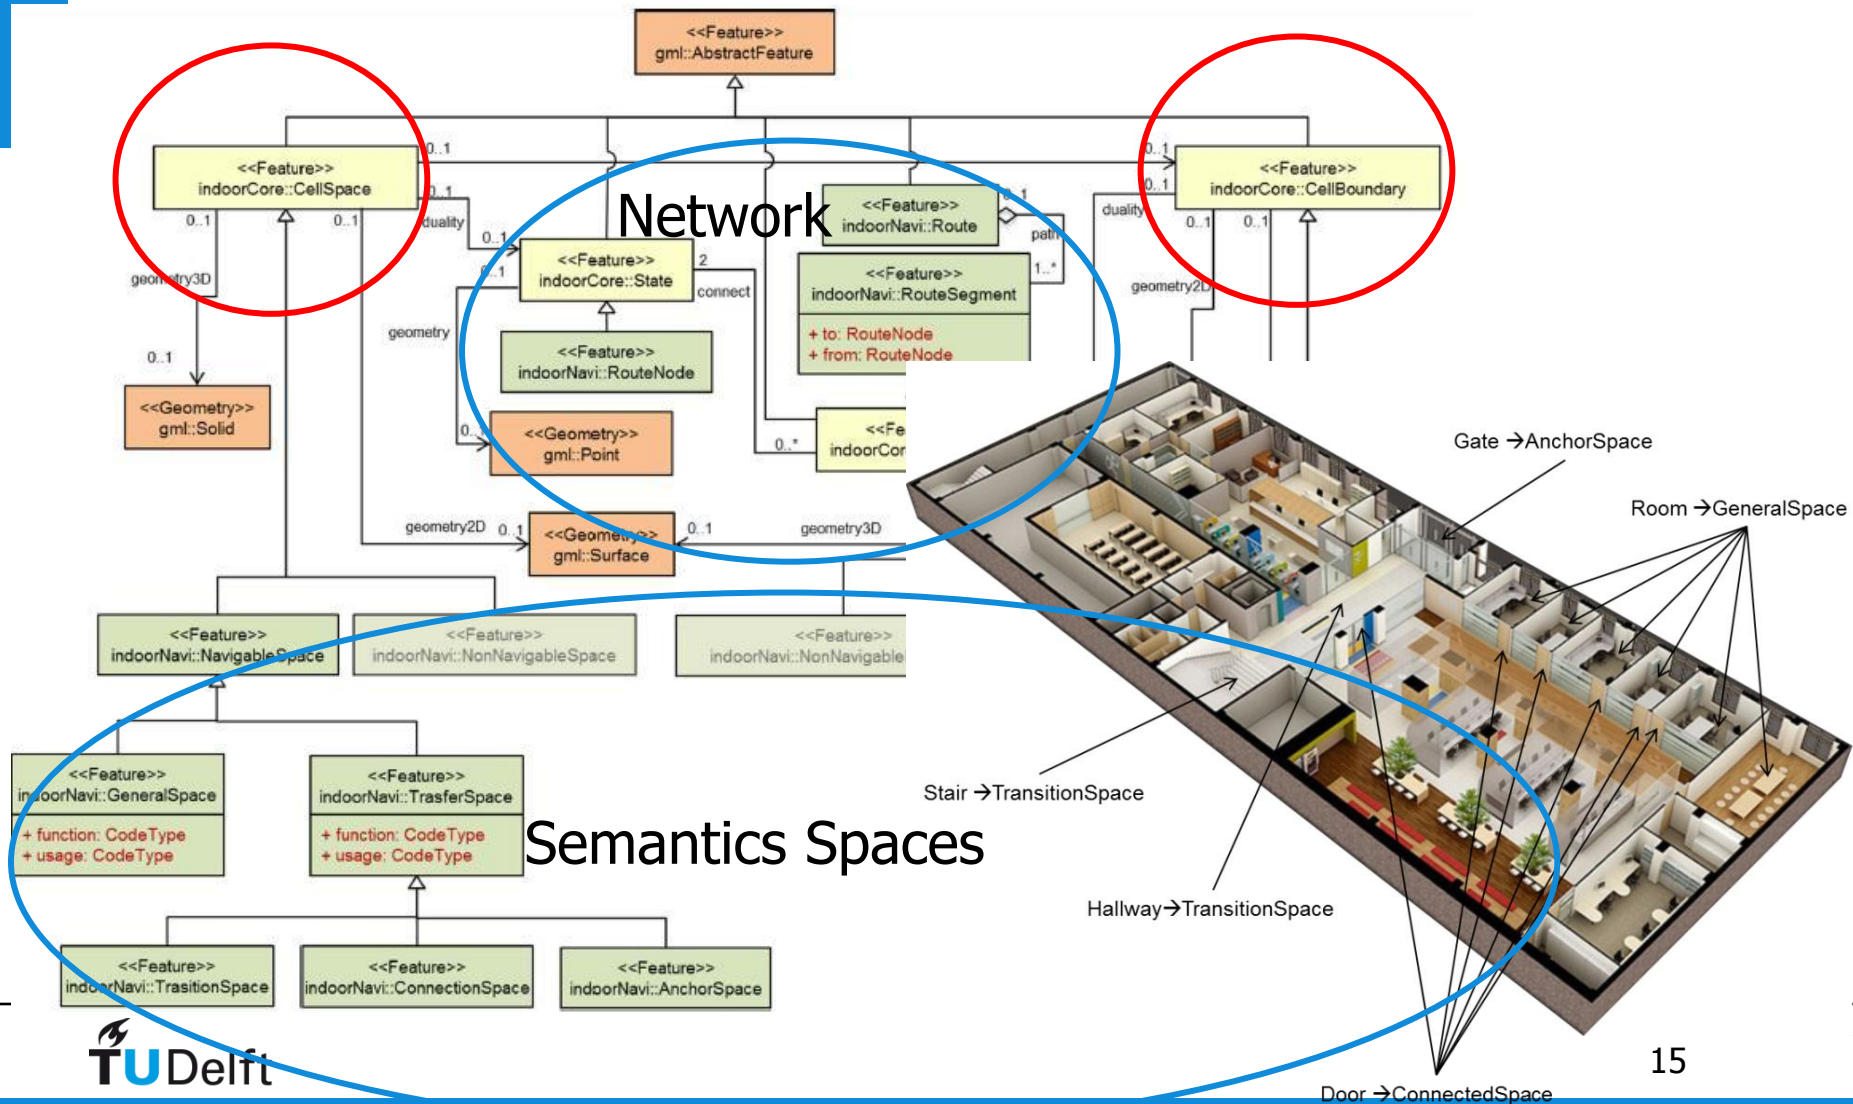 <<Feature>>
gml::AbstractFeature
<<Feature>>
indoorCore::CellSpace
<<Feature>>
indoorCore::CellBoundary
0..1
0..1
0..1
0..1
0..1
0..1
0..1
0..1
duality
duality
geometry3D
0..1
<<Geometry>>
gml::Solid
Network
0..1
0..1
<<Feature>>
indoorCore::State
2
connect
<<Feature>>
indoorNavi::Route
path
1..*
<<Feature>>
indoorNavi::RouteSegment
+ to: RouteNode
+ from: RouteNode
geometry2D
geometry
<<Feature>>
indoorNavi::RouteNode
<<Geometry>>
gml::Point
0..*
geometry2D
0..1
<<Geometry>>
gml::Surface
0..1
geometry3D
Gate →AnchorSpace
Room →GeneralSpace
<<Feature>>
indoorNavi::NavigableSpace
<<Feature>>
indoorNavi::NonNavigableSpace
<<Feature>>
indoorNavi::NonNavigable
<<Feature>>
indoorNavi::GeneralSpace
+ function: CodeType
+ usage: CodeType
<<Feature>>
indoorNavi::TrasferSpace
+ function: CodeType
+ usage: CodeType
Semantics Spaces
Stair →TransitionSpace
Hallway→TransitionSpace
<<Feature>>
indoorNavi::TrasitionSpace
<<Feature>>
indoorNavi::ConnectionSpace
<<Feature>>
indoorNavi::AnchorSpace
TUDelft
15
Door →ConnectedSpace